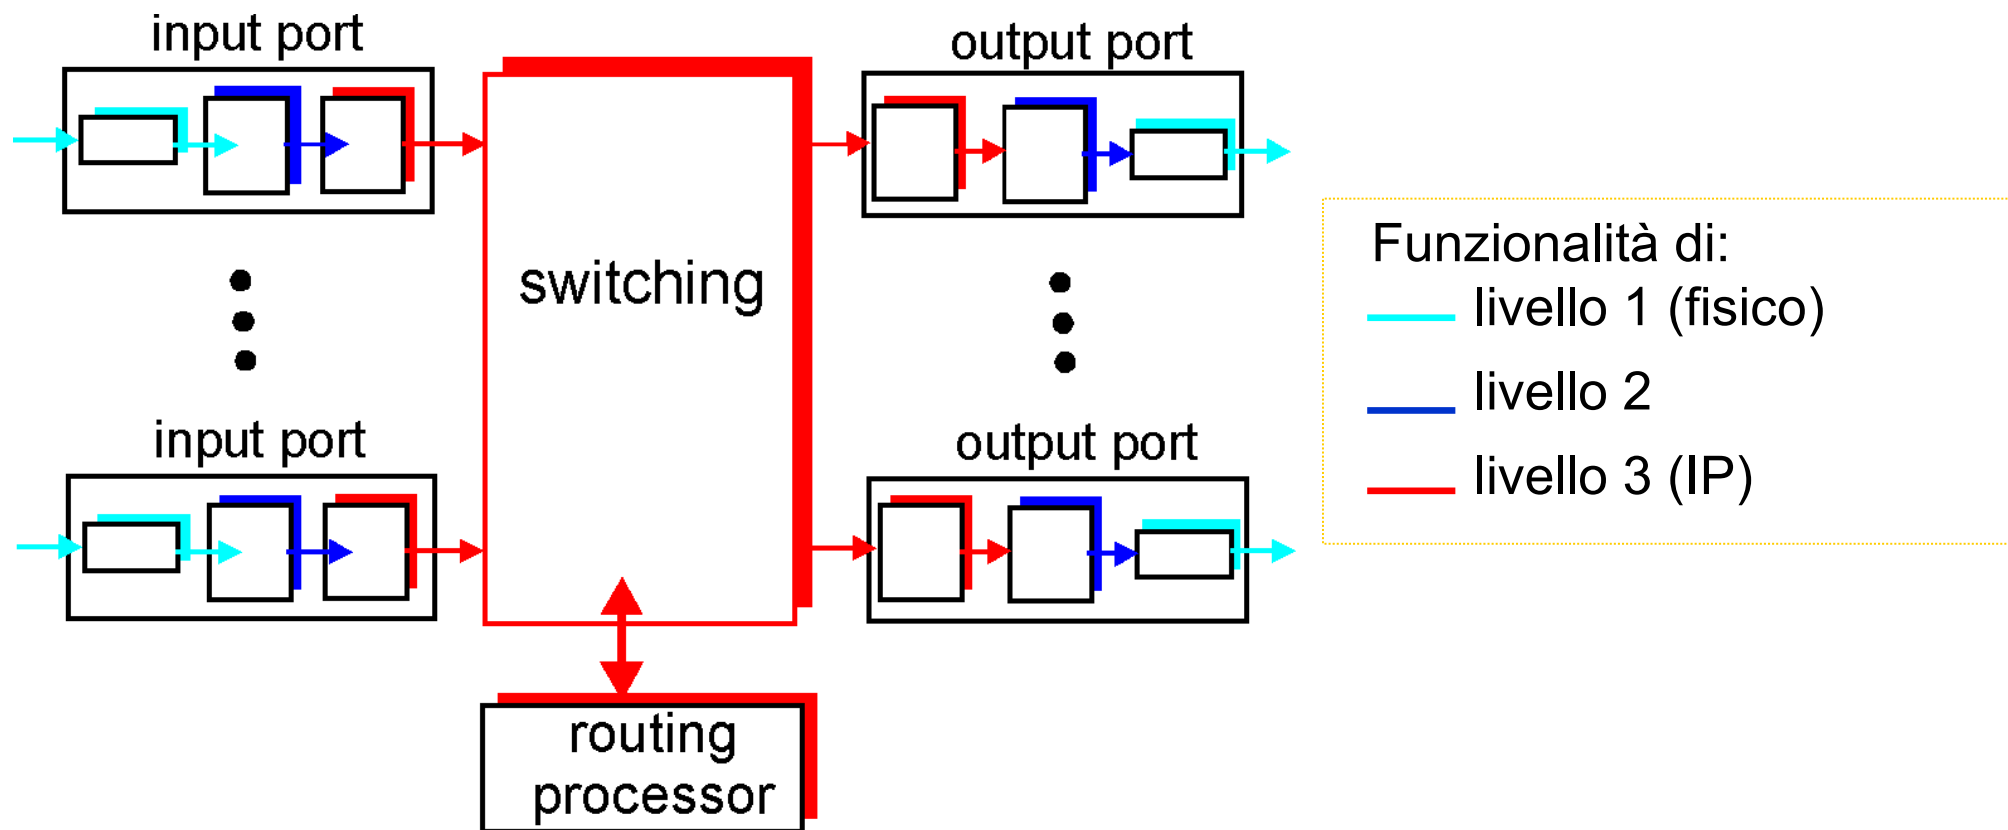 input port
output port
switching
input port
output port
routing
processor
Funzionalità di:
livello 1 (fisico)
livello 2
livello 3 (IP)